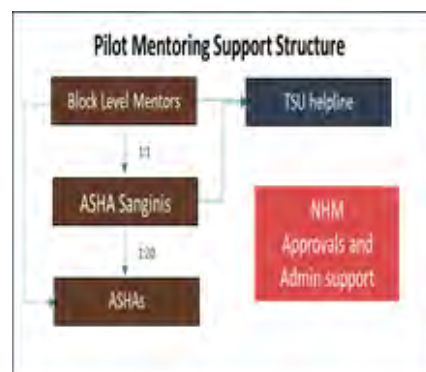 Pilot Mentoring Support Structure
Block Level Mentors
TSU helpline
1:1
ASHA Sanginis
NHM
Approvals and
Admin support
1:20
ASHAs